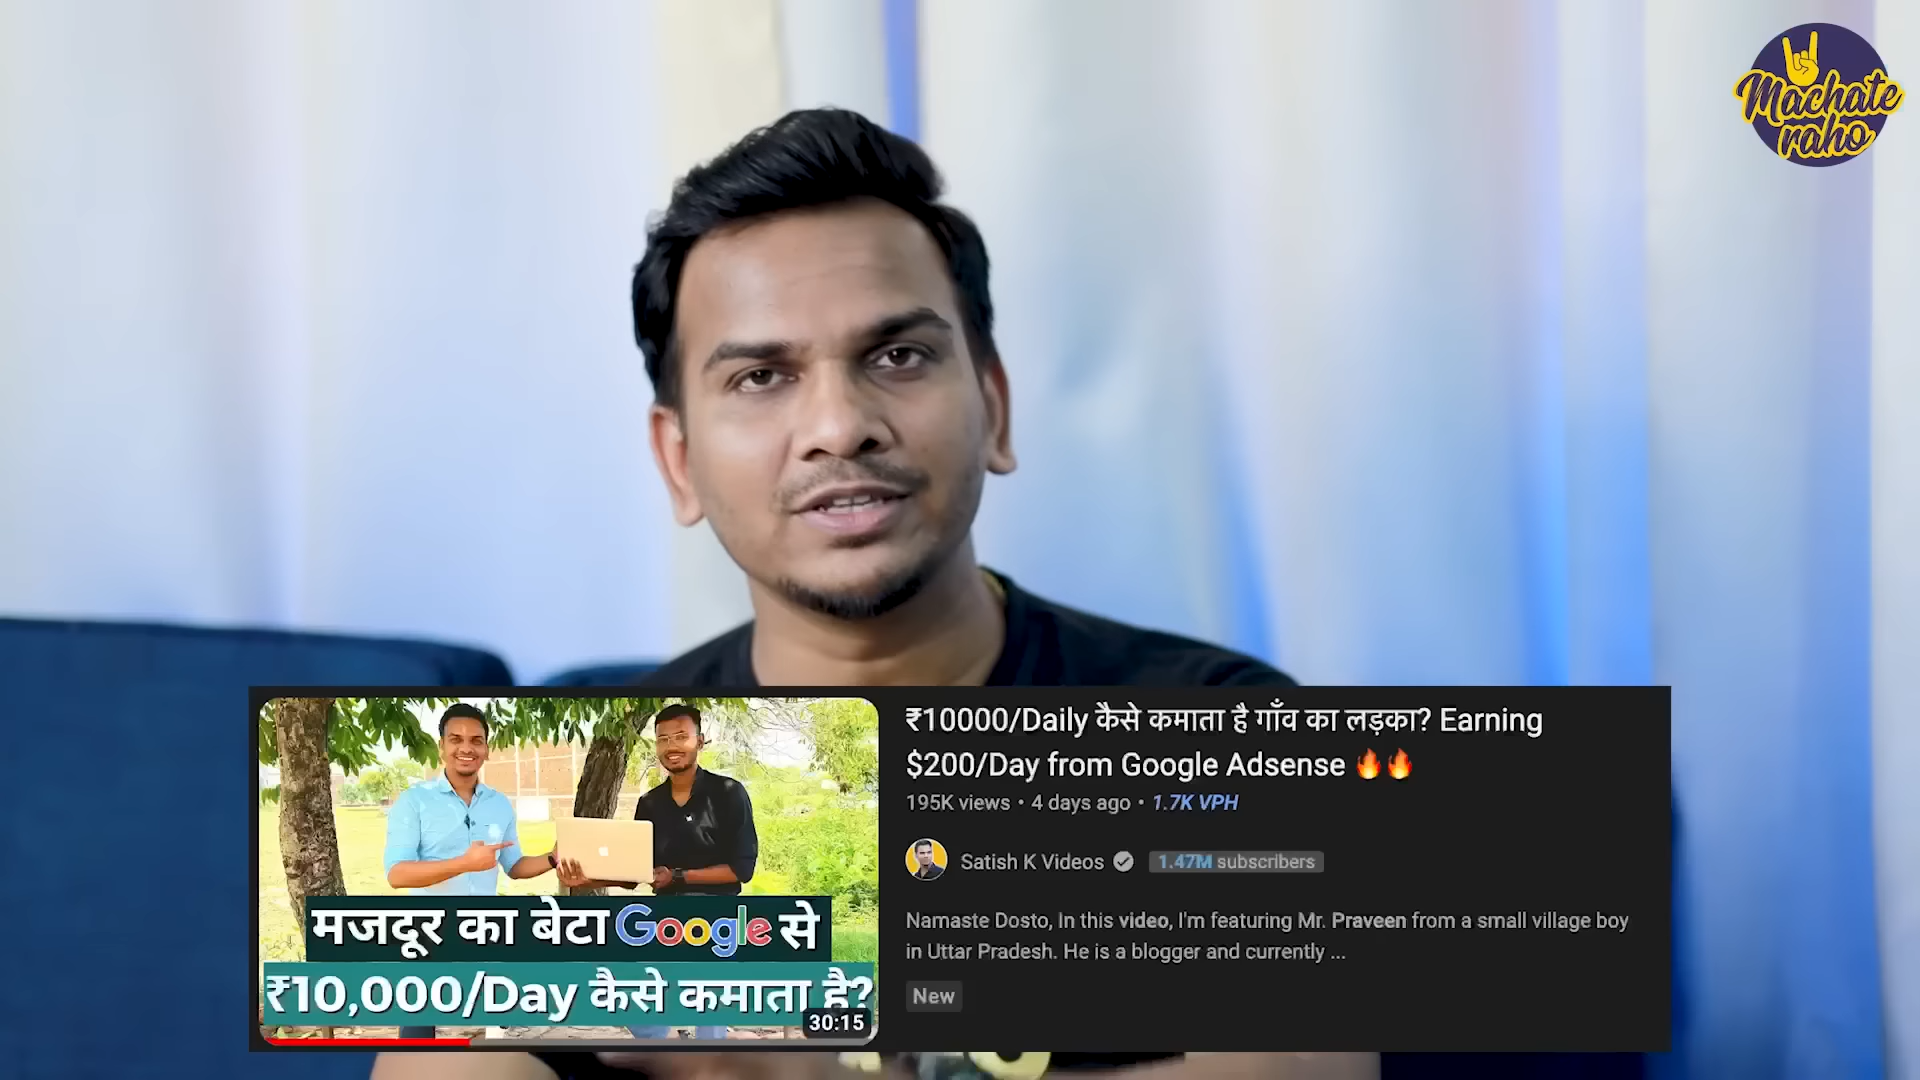 Machate
raho
₹10000/Daily कैसे कमाता है गाँव का लड़का? Earning
$200/Day from Google Adsense 🔥🔥
195K views • 4 days ago • 1.7K VPH
Satish K Videos
1.47M subscribers
Namaste Dosto, In this video, I'm featuring Mr. Praveen from a small village boy
in Uttar Pradesh. He is a blogger and currently ...
New
मजदूर का बेटा Google से
₹10,000/Day कैसे कमाता है?
30:15